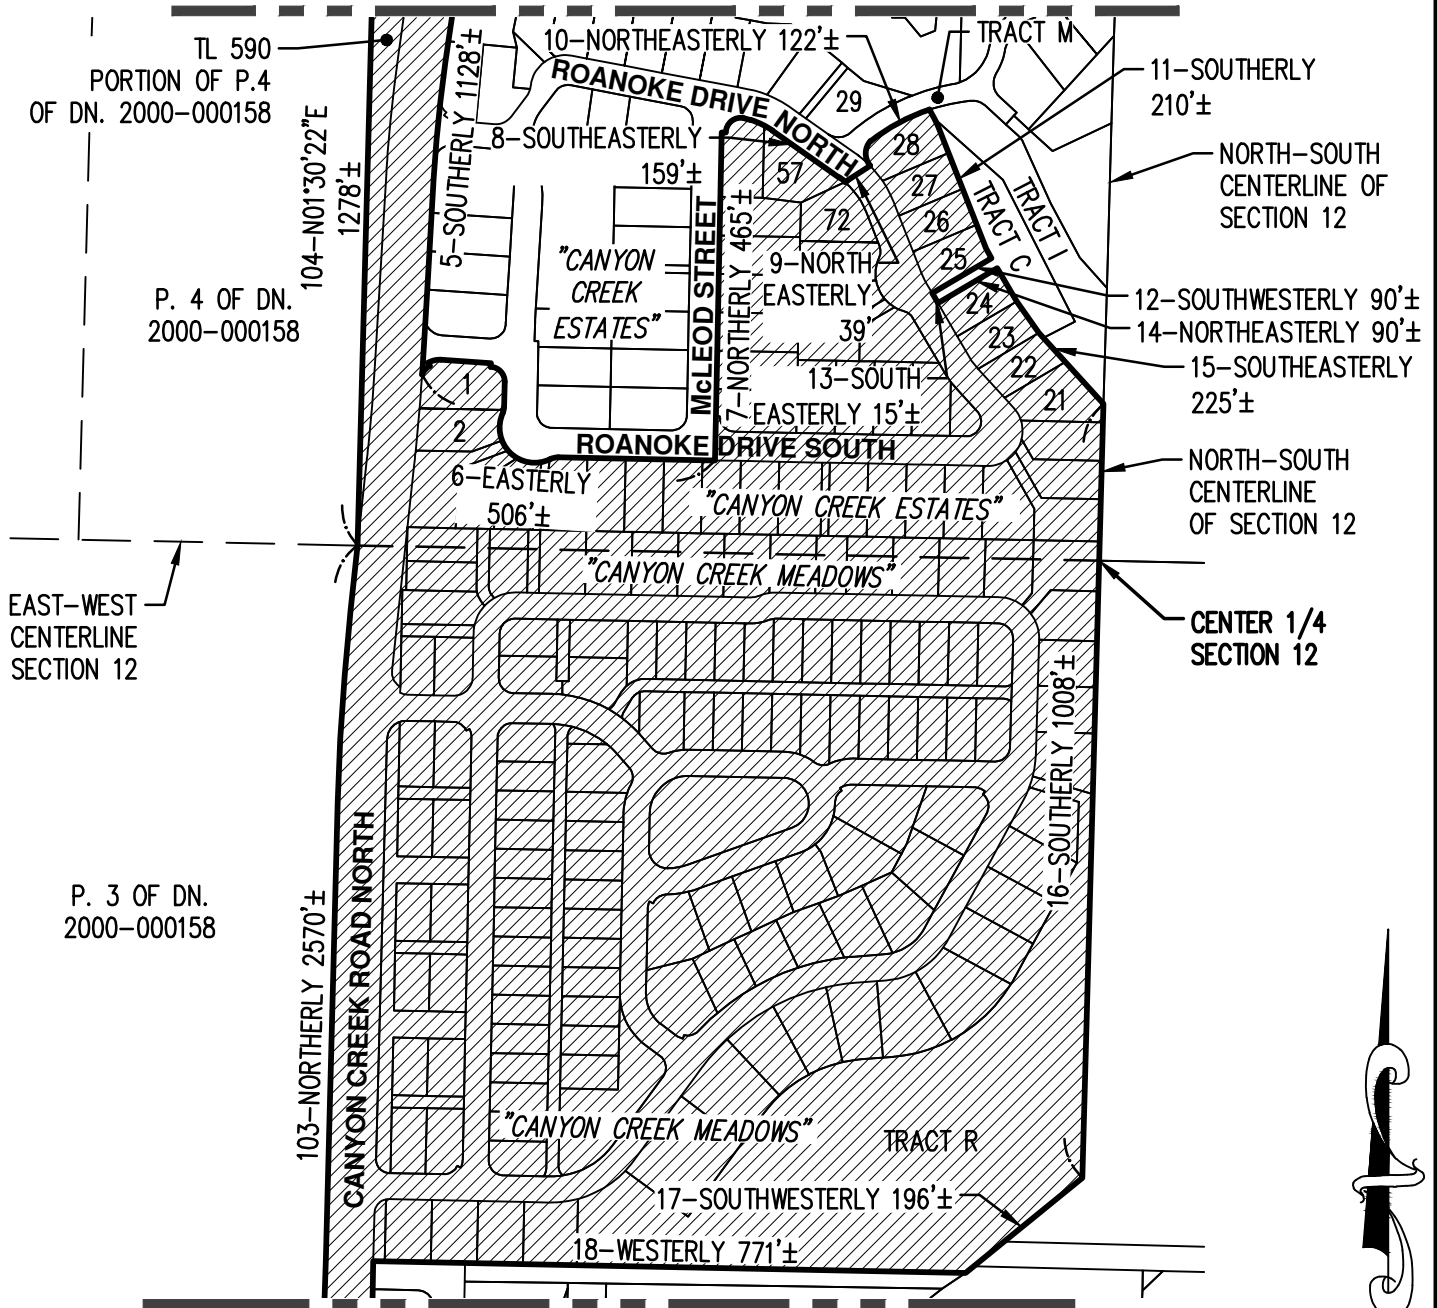 TL 590
PORTION OF P.4
OF DN. 2000-000158
104-N01°30'22"E
1278'±
5-SOUTHERLY 1128'±
10-NORTHEASTERLY 122'±
TRACT M
ROANOKE DRIVE NORTH
8-SOUTHEASTERLY
159'±
29
28
27
26
25
57
72
11-SOUTHERLY
210'±
NORTH-SOUTH
CENTERLINE OF
SECTION 12
TRACT I
TRACT C
P. 4 OF DN.
2000-000158
"CANYON
CREEK
ESTATES"
McLEOD STREET
7-NORTHERLY 465'±
9-NORTH
EASTERLY
39'
12-SOUTHWESTERLY 90'±
14-NORTHEASTERLY 90'±
15-SOUTHEASTERLY
225'±
24
23
22
21
1
2
13-SOUTH
EASTERLY 15'±
ROANOKE DRIVE SOUTH
6-EASTERLY
506'±
"CANYON CREEK ESTATES"
NORTH-SOUTH
CENTERLINE
OF SECTION 12
"CANYON CREEK MEADOWS"
EAST-WEST
CENTERLINE
SECTION 12
CENTER 1/4
SECTION 12
16-SOUTHERLY 1008'±
P. 3 OF DN.
2000-000158
103-NORTHERLY 2570'±
CANYON CREEK ROAD NORTH
"CANYON CREEK MEADOWS"
TRACT R
17-SOUTHWESTERLY 196'±
18-WESTERLY 771'±